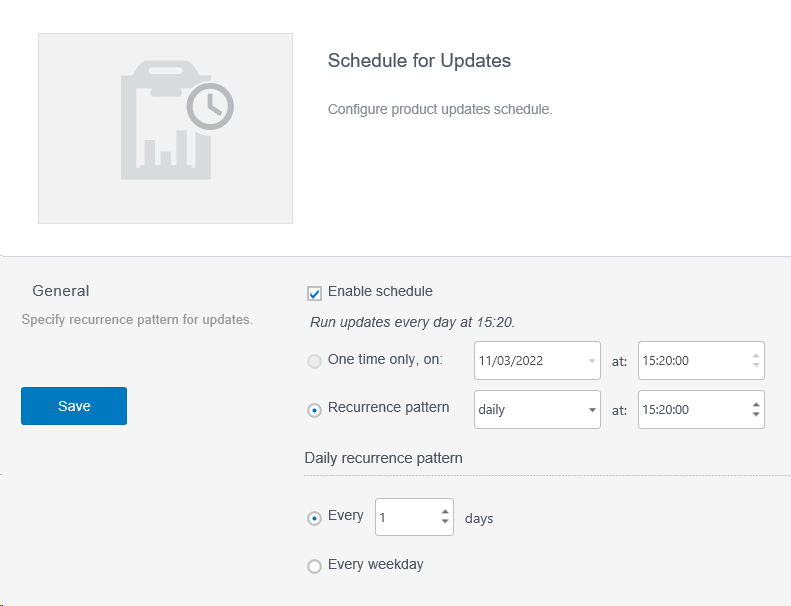 Schedule for Updates
Configure product updates schedule.
General
Specify recurrence pattern for updates.
Save
Enable schedule
Run updates every day at 15:20.
One time only, on: 11/03/2022 at: 15:20:00
Recurrence pattern daily at: 15:20:00
Daily recurrence pattern
Every 1 days
Every weekday